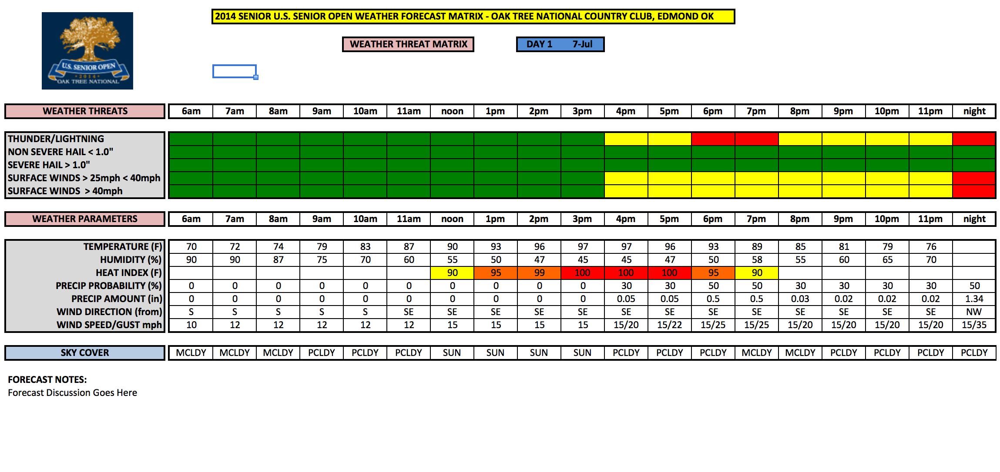 2014 SENIOR U.S. SENIOR OPEN WEATHER FORECAST MATRIX - OAK TREE NATIONAL COUNTRY CLUB, EDMOND OK
WEATHER THREAT MATRIX DAY 1 7-Jul
U.S. SENIOR OPEN
2014
OAK TREE NATIONAL
WEATHER THREATS 6am 7am 8am 9am 10am 11am noon 1pm 2pm 3pm 4pm 5pm 6pm 7pm 8pm 9pm 10pm 11pm night
THUNDER/LIGHTNING
NON SEVERE HAIL < 1.0"
SEVERE HAIL > 1.0"
SURFACE WINDS > 25mph < 40mph
SURFACE WINDS > 40mph
WEATHER PARAMETERS 6am 7am 8am 9am 10am 11am noon 1pm 2pm 3pm 4pm 5pm 6pm 7pm 8pm 9pm 10pm 11pm night
TEMPERATURE (F) 70 72 74 79 83 87 90 93 96 97 97 96 93 89 85 81 79 76
HUMIDITY (%) 90 90 87 75 70 60 55 50 47 45 45 47 50 58 55 60 65 70
HEAT INDEX (F) 90 95 99 100 100 100 95 90
PRECIP PROBABILITY (%) 0 0 0 0 0 0 0 0 0 0 30 30 50 50 30 30 30 30 50
PRECIP AMOUNT (in) 0 0 0 0 0 0 0 0 0 0 0.05 0.05 0.5 0.5 0.03 0.02 0.02 0.02 1.34
WIND DIRECTION (from) S S S S S SE SE SE SE SE SE SE SE SE SE SE SE SE NW
WIND SPEED/GUST mph 10 12 12 12 12 12 15 15 15 15 15/20 15/22 15/25 15/25 15/20 15/20 15/20 15/20 15/35
SKY COVER MCLDY MCLDY MCLDY PCLDY PCLDY PCLDY SUN SUN SUN SUN PCLDY PCLDY PCLDY MCLDY MCLDY PCLDY PCLDY PCLDY PCLDY
FORECAST NOTES:
Forecast Discussion Goes Here